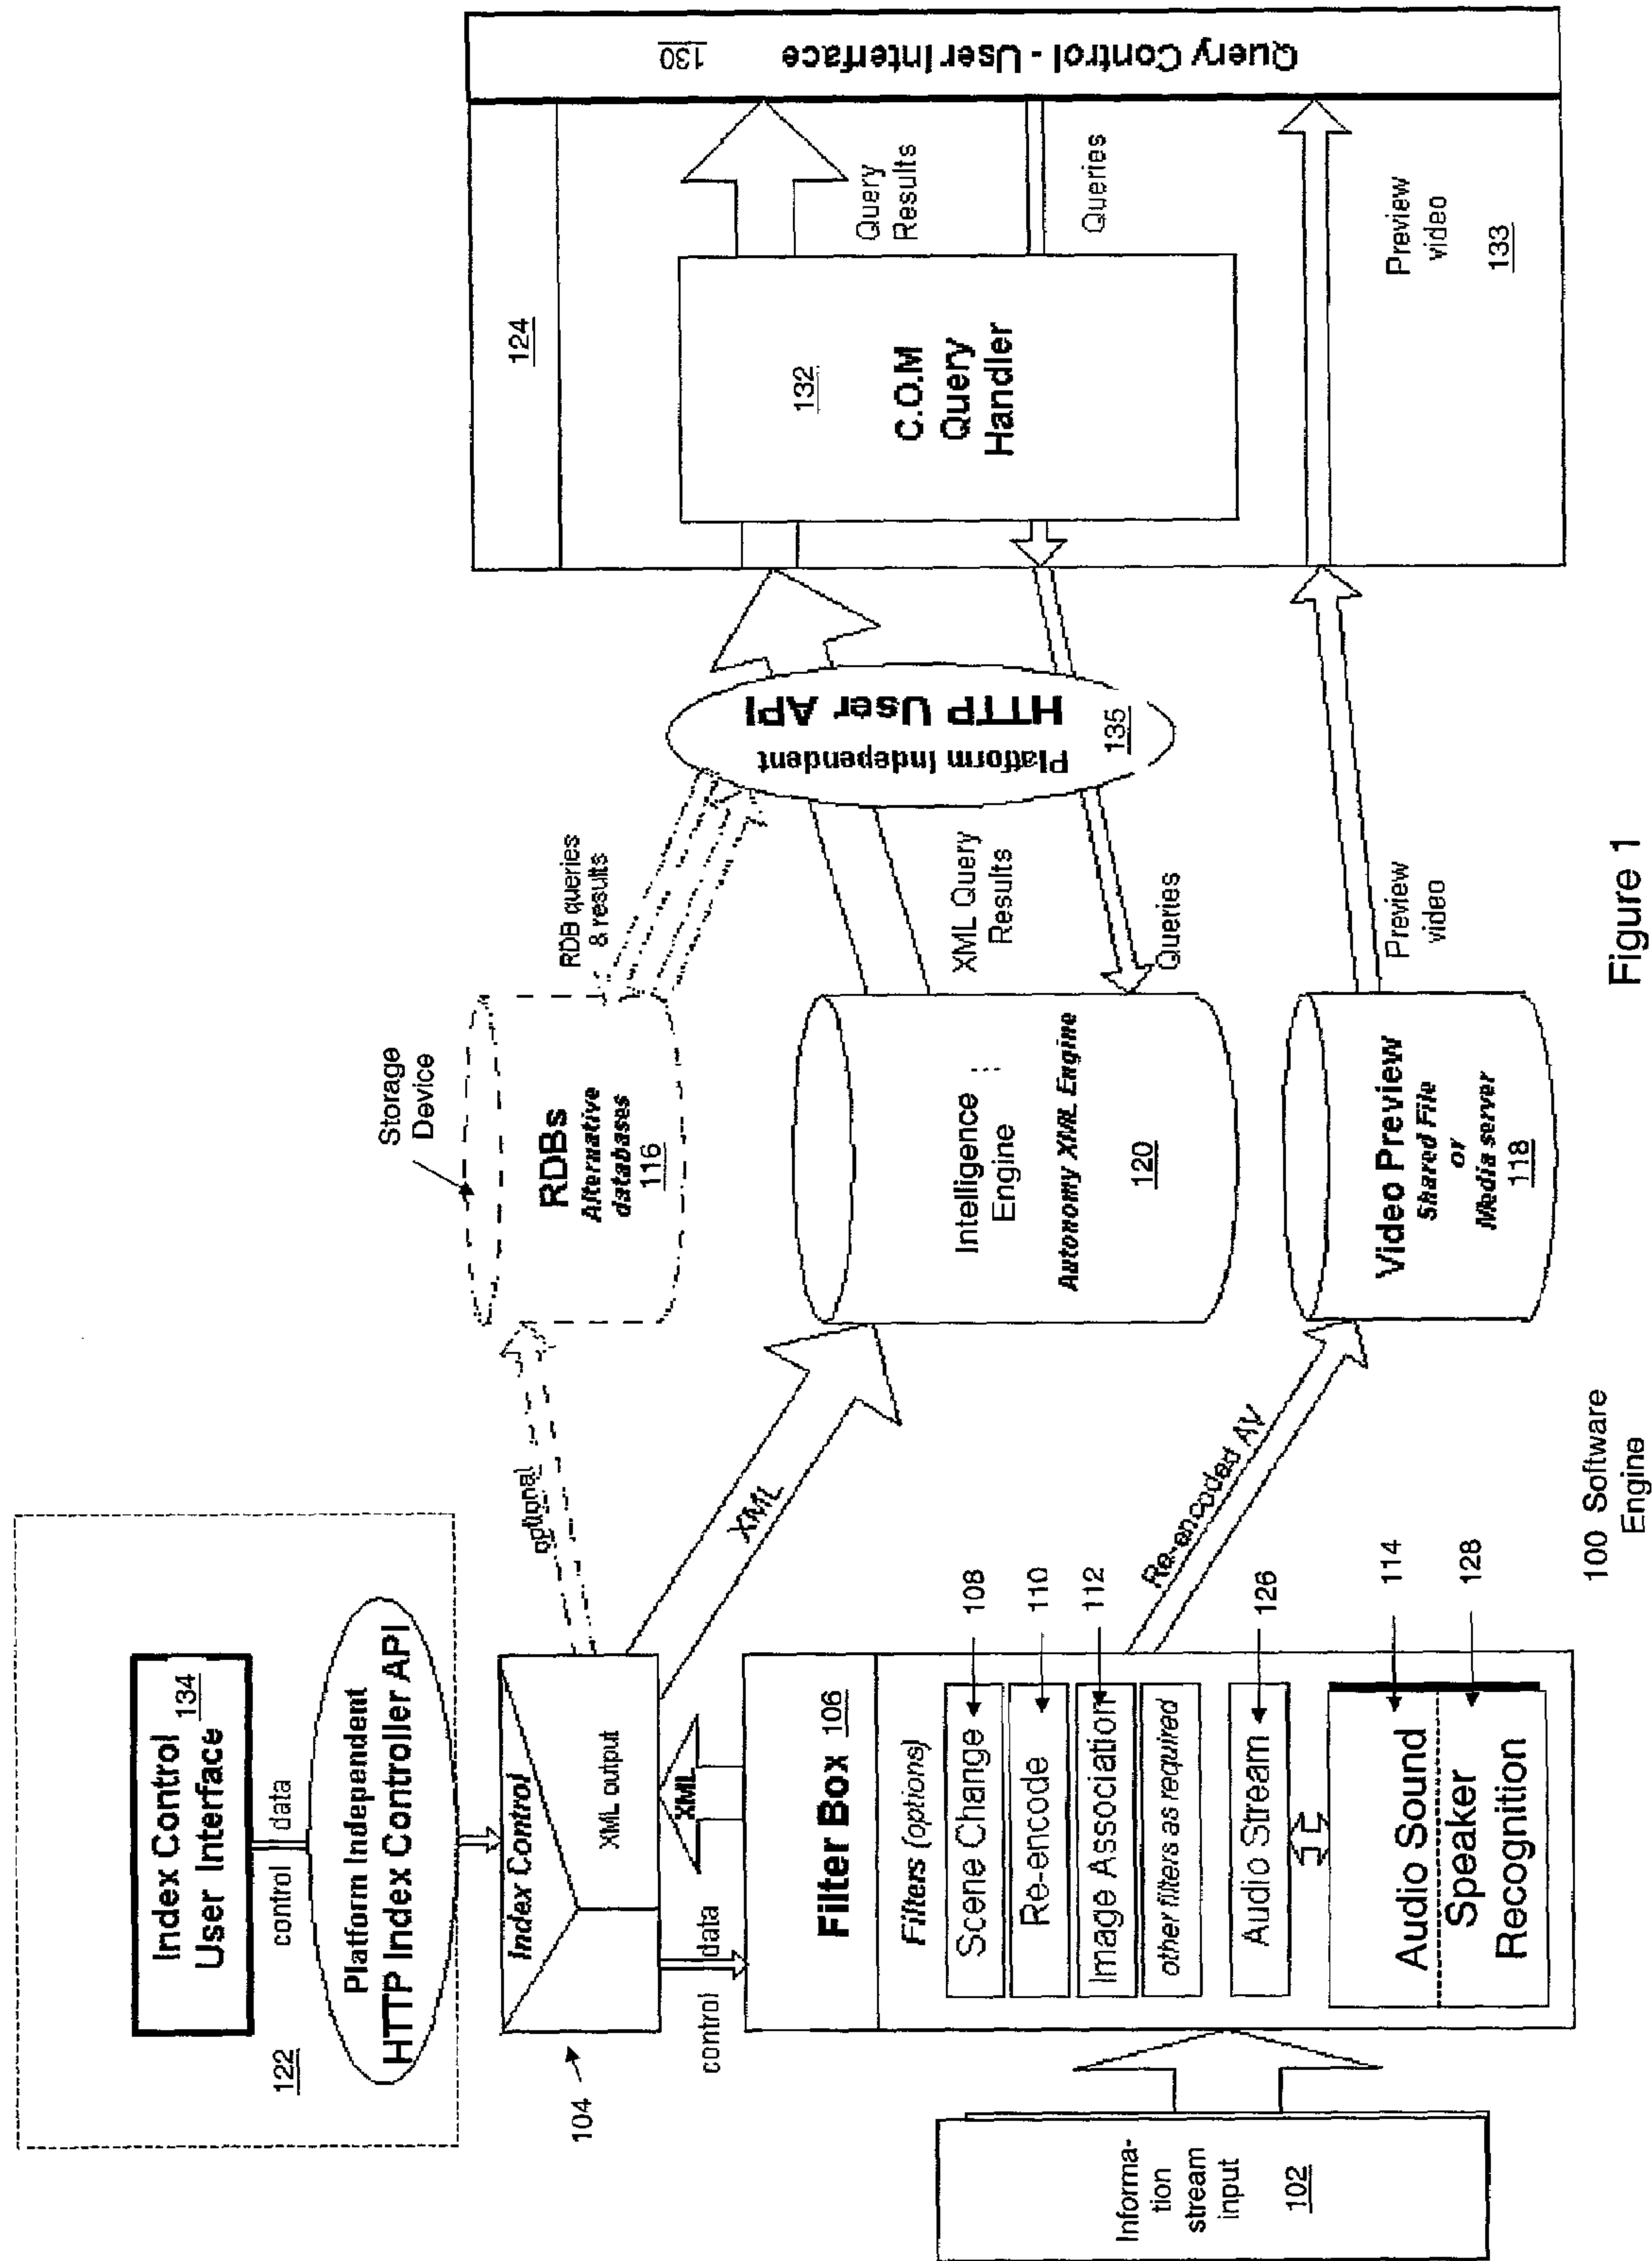 Index Control
User Interface
134
control
data
122
Platform Independent
HTTP Index Controller API
104
Index Control
XML output
optional
XML
control
data
XML
Filter Box 106
Filters (options)
Scene Change
108
Re-encode
110
Image Association
112
other filters as required
Audio Stream
126
Audio Sound
114
Speaker
Recognition
128
Informa-
tion
stream
input
102
Re-encoded AV
100 Software
Engine
Storage
Device
RDBs
Alternative
databases
116
RDB queries
& results
Intelligence
Engine
Autonomy XML Engine
120
XML Query
Results
Queries
Video Preview
Shared File
or
Media server
118
Preview
video
Platform Independent
HTTP User API
135
124
132
C.O.M
Query
Handler
Query
Results
Queries
Preview
video
133
130
Query Control - User Interface
Figure 1